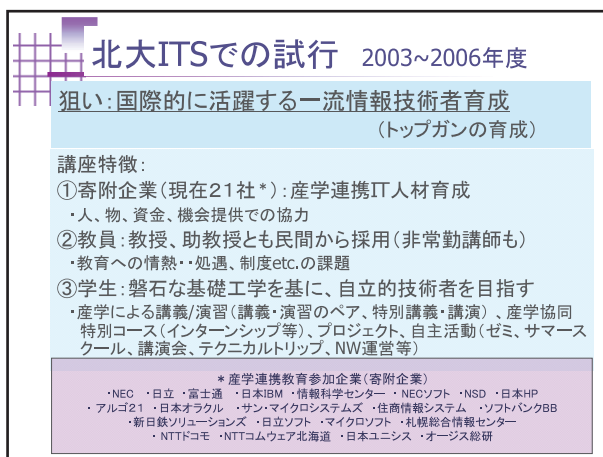 北大ITSでの試行 2003~2006年度
狙い:国際的に活躍する一流情報技術者育成
(トップガンの育成)
講座特徴:
①寄附企業(現在21社*):産学連携IT人材育成
・人、物、資金、機会提供での協力
②教員:教授、助教授とも民間から採用(非常勤講師も)
・教育への情熱・・処遇、制度etc.の課題
③学生:磐石な基礎工学を基に、自立的技術者を目指す
・産学による講義/演習(講義・演習のペア、特別講義・講演)、産学協同
特別コース(インターンシップ等)、プロジェクト、自主活動(ゼミ、サマース
クール、講演会、テクニカルトリップ、NW運営等)
*産学連携教育参加企業(寄附企業)
・NEC ・日立 ・富士通 ・日本IBM ・情報科学センター ・NECソフト ・NSD ・日本HP
・アルゴ21 ・日本オラクル ・サン・マイクロシステムズ ・住商情報システム ・ソフトバンクBB
・新日鉄ソリューションズ ・日立ソフト ・マイクロソフト ・札幌総合情報センター
・NTTドコモ ・NTTコムウェア北海道 ・日本ユニシス ・オージス総研